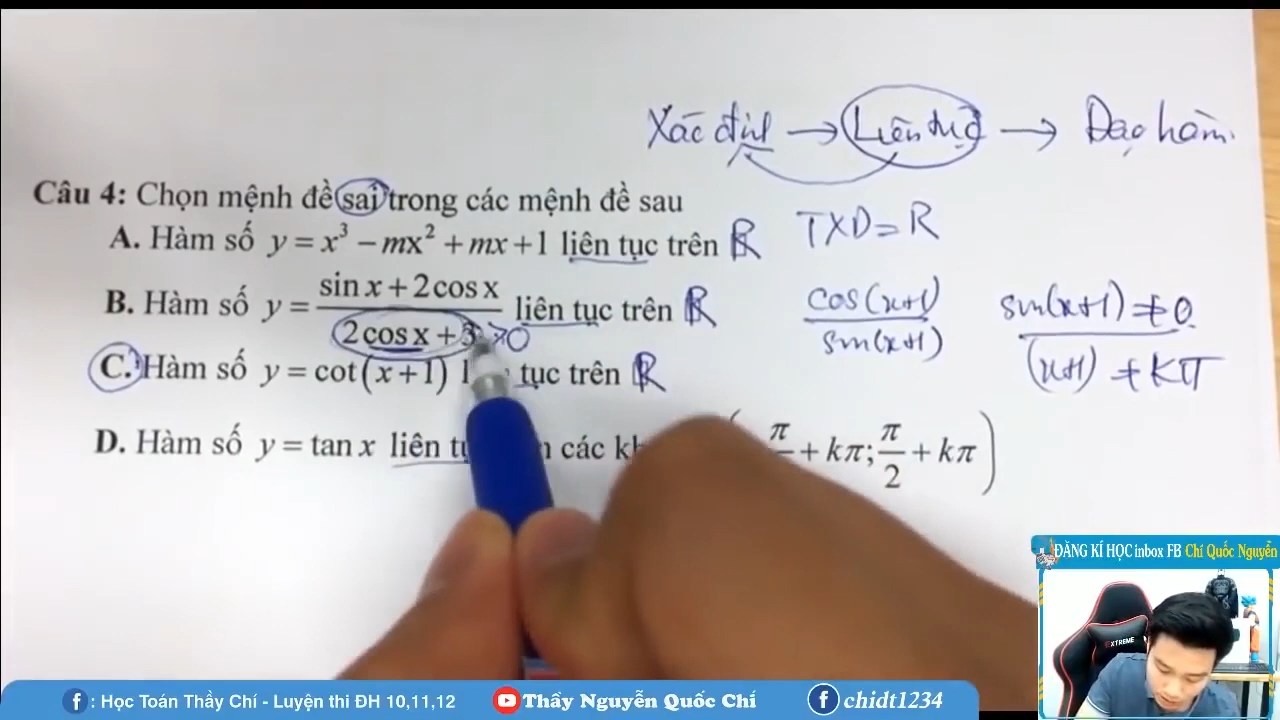 Xác định → Liên tục → Đạo hàm.
Câu 4: Chọn mệnh đề sai trong các mệnh đề sau
A. Hàm số y = x³ − mx² + mx + 1 liên tục trên R
TXD = R
B. Hàm số y = (sin x + 2cos x)/(2cos x + 3) liên tục trên R
>0
cos(x+1)/sin(x+1)
sin(x+1) ≠ 0
(x+1) ≠ kπ
C. Hàm số y = cot(x+1) tục trên R
D. Hàm số y = tan x liên các π/ + kπ; π/2 + kπ)
ĐĂNG KÍ HỌC inbox FB Chí Quốc Nguyễn
EXTREME
f : Học Toán Thầy Chí - Luyện thi ĐH 10,11,12
Thầy Nguyễn Quốc Chí
f chidt1234